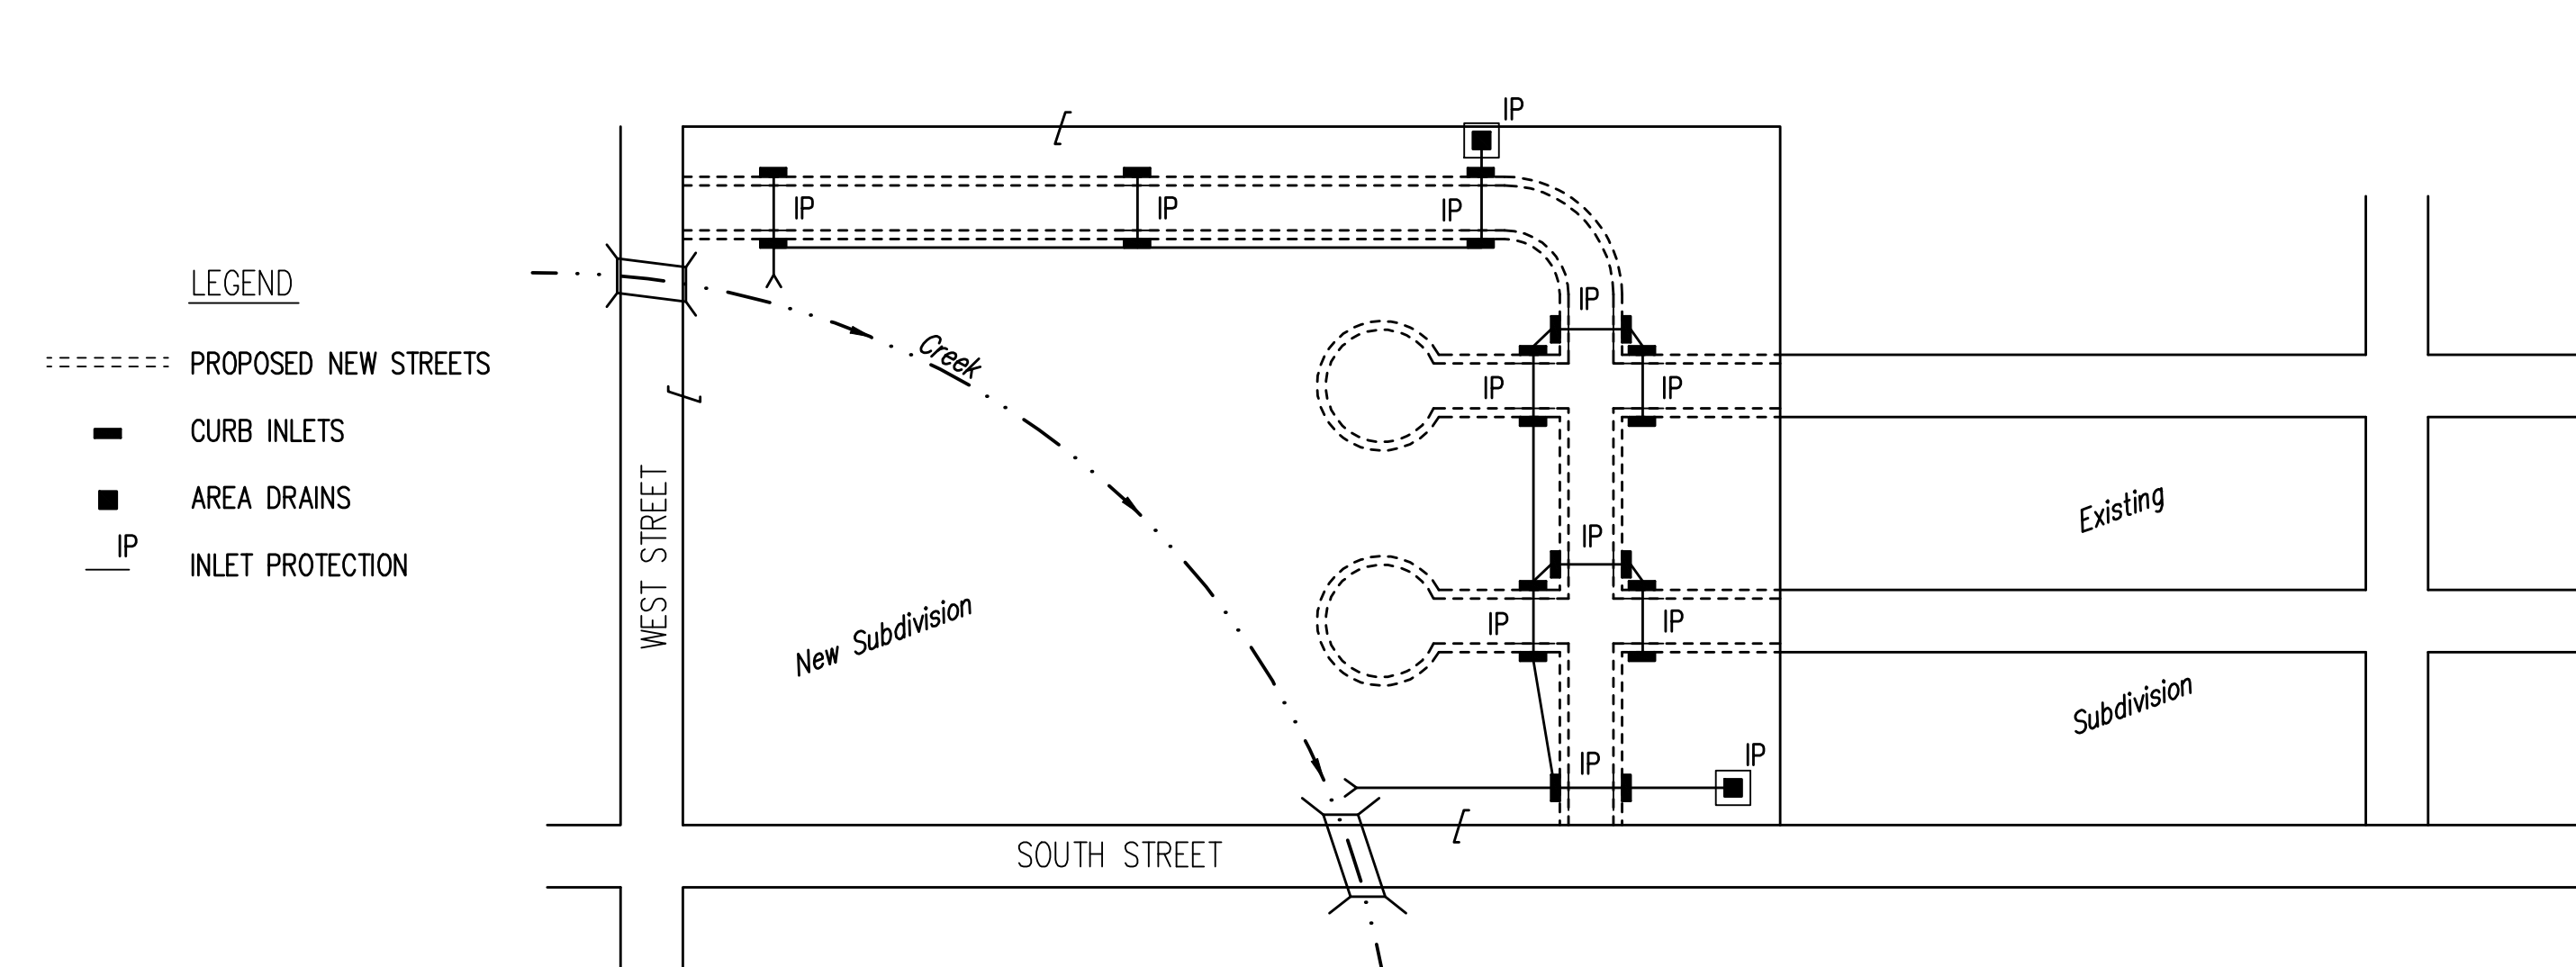 IP
IP
IP
IP
LEGEND
PROPOSED NEW STREETS
CURB INLETS
AREA DRAINS
IP
INLET PROTECTION
WEST STREET
Creek
New Subdivision
IP
IP
IP
IP
IP
IP
IP
IP
Existing
Subdivision
SOUTH STREET